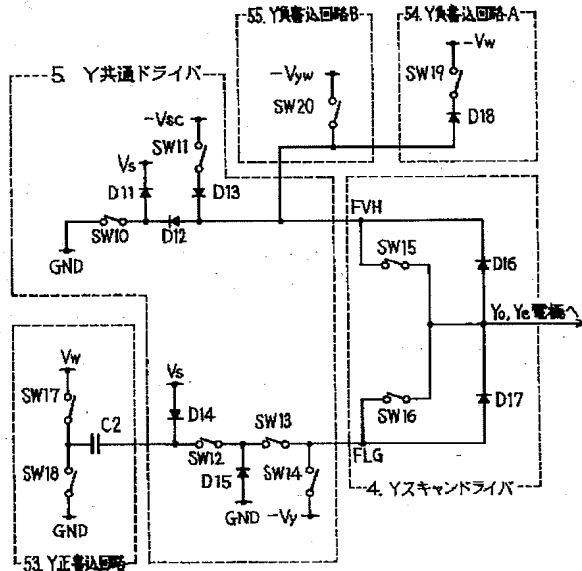 55. Y負書込回路B
54. Y負書込回路A
5. Y共通ドライバ
-Vyw
SW20
-Vw
SW19
D18
-Vsc
SW11
Vs
D11
D13
SW10
D12
GND
FVH
SW15
D16
Yo, Ye 電極へ
SW16
D17
FLG
4. Yスキャンドライバ
Vw
SW17
C2
SW18
GND
53. Y正書込回路
Vs
D14
SW12
SW13
D15
SW14
GND
-Vy